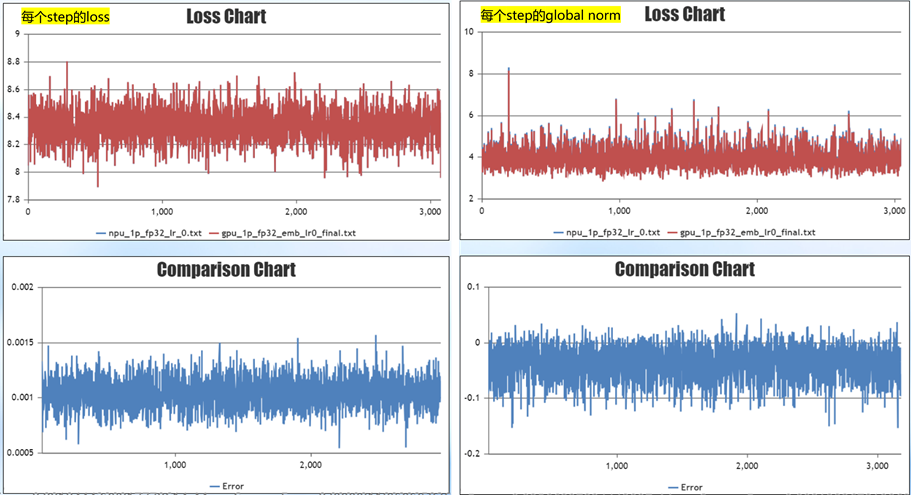 每个step的loss
Loss Chart
9
8.8
8.6
8.4
8.2
8
7.8
0
1,000
2,000
3,000
npu_1p_fp32_lr_0.txt
gpu_1p_fp32_emb_lr0_final.txt
每个step的global norm
Loss Chart
10
8
6
4
2
0
1,000
2,000
3,000
npu_1p_fp32_lr_0.txt
gpu_1p_fp32_emb_lr0_final.txt
Comparison Chart
0.002
0.0015
0.001
0.0005
1,000
2,000
Error
Comparison Chart
0.1
0
-0.1
-0.2
1,000
2,000
3,000
Error